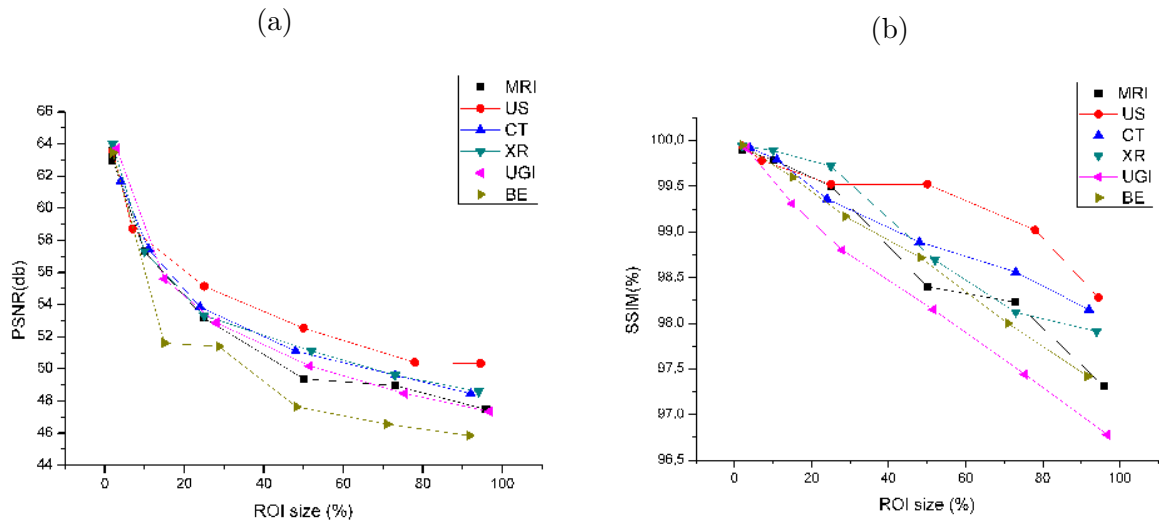 (a)
(b)
MRI
US
CT
XR
UGI
BE
66
64
62
60
58
56
54
52
50
48
46
44
PSNR(db)
0
20
40
60
80
100
ROI size (%)
MRI
US
CT
XR
UGI
BE
100,0
99,5
99,0
98,5
98,0
97,5
97,0
96,5
SSIM(%)
0
20
40
60
80
100
ROI size (%)